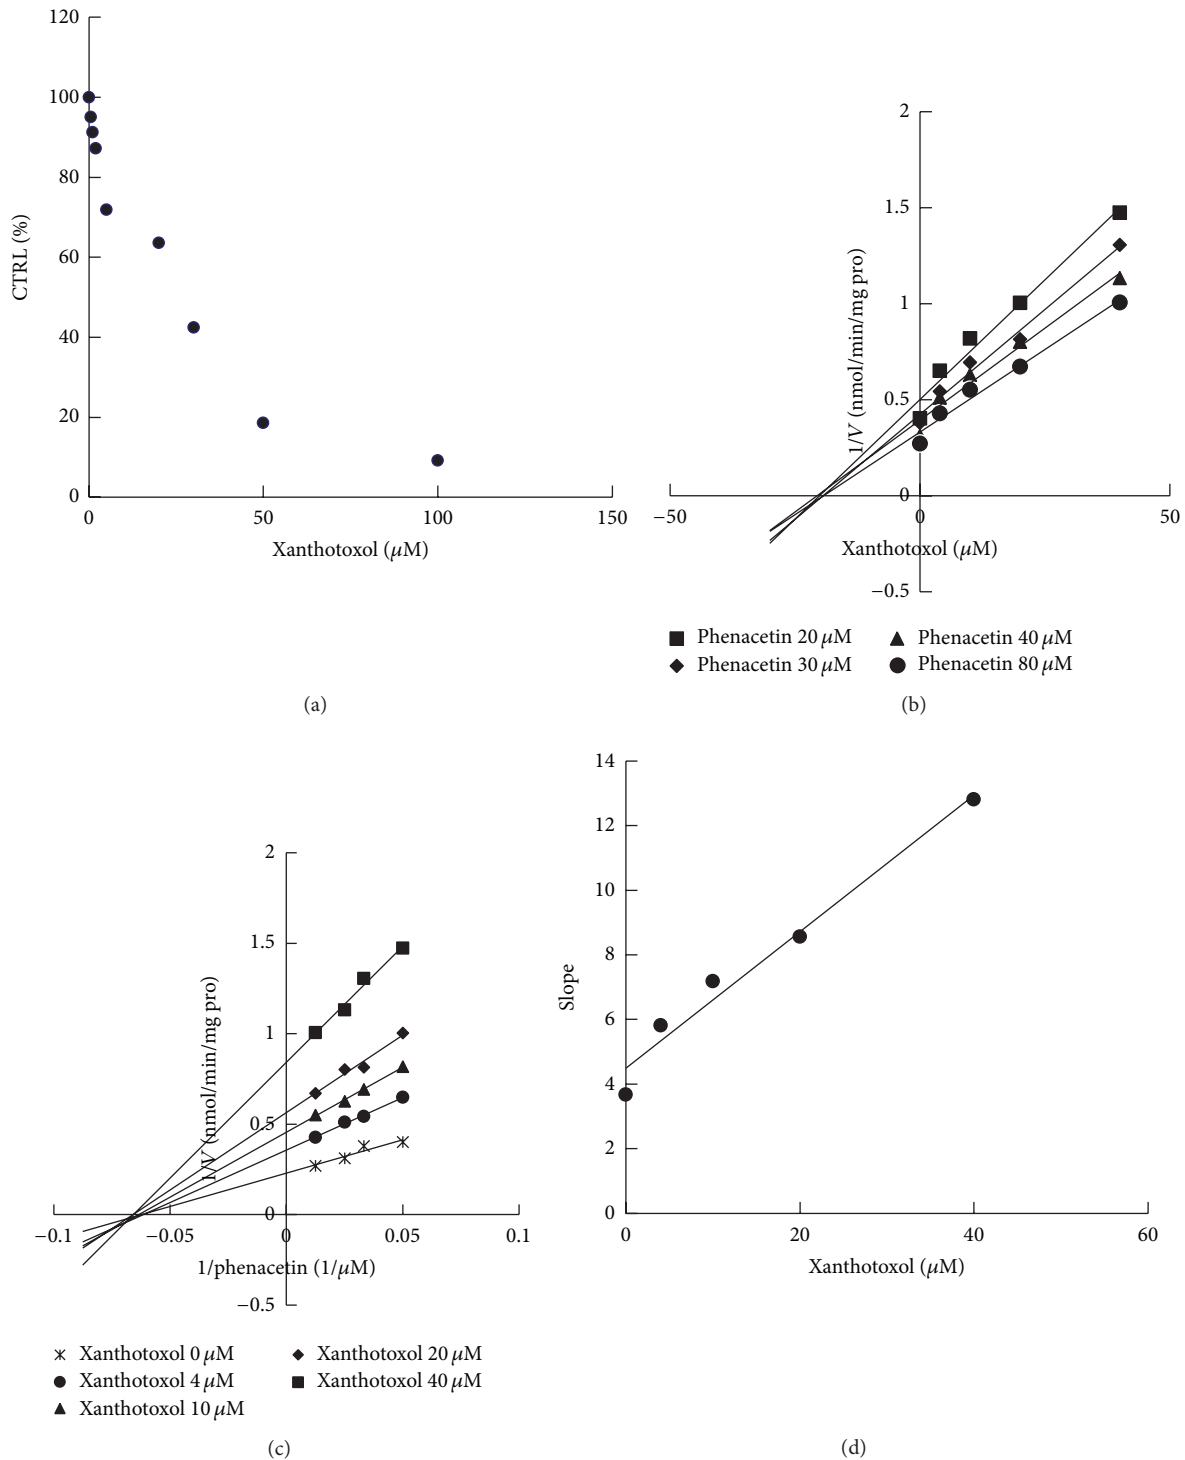 120
100
80
60
40
20
0
CTRL (%)
0
50
100
150
Xanthotoxol (μM)
(a)
2
1.5
1
0.5
0
−0.5
1/V (nmol/min/mg pro)
−50
0
50
Xanthotoxol (μM)
Phenacetin 20 μM
Phenacetin 40 μM
Phenacetin 30 μM
Phenacetin 80 μM
(b)
2
1.5
1
0.5
0
−0.5
1/V (nmol/min/mg pro)
−0.1
−0.05
0
0.05
0.1
1/phenacetin (1/μM)
Xanthotoxol 0 μM
Xanthotoxol 20 μM
Xanthotoxol 4 μM
Xanthotoxol 40 μM
Xanthotoxol 10 μM
(c)
14
12
10
8
6
4
2
0
Slope
0
20
40
60
Xanthotoxol (μM)
(d)